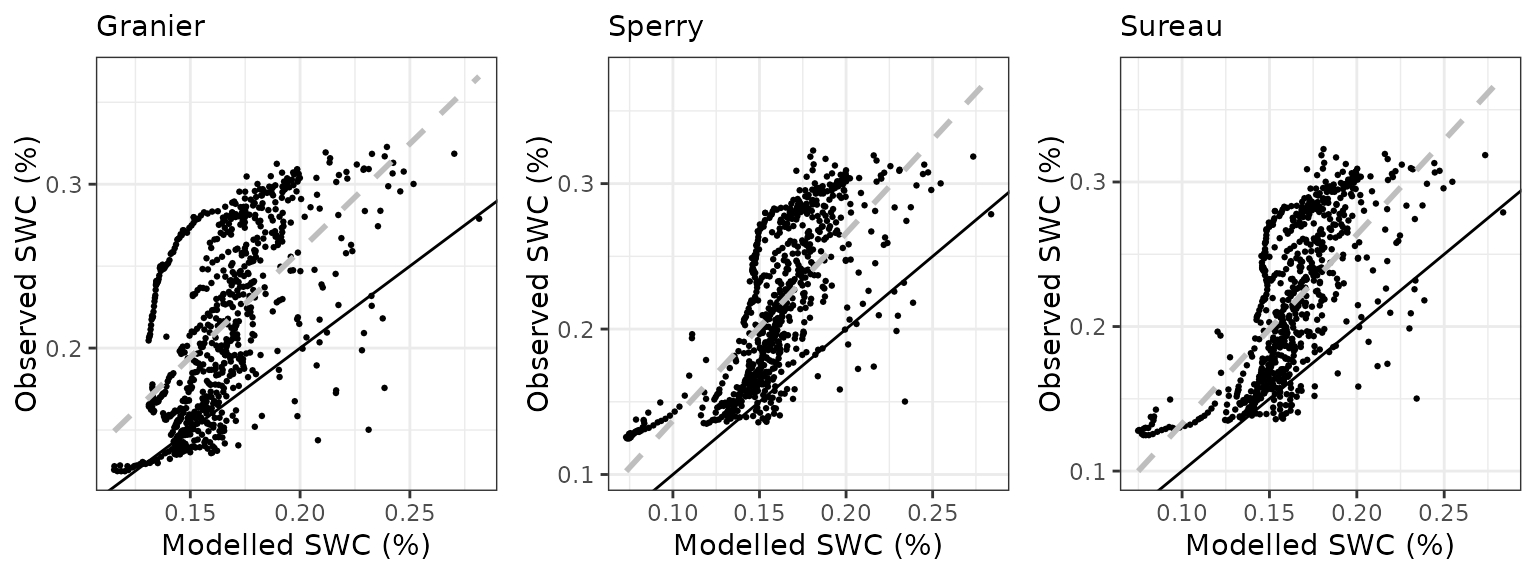 Granier
Observed SWC (%)
0.3
0.2
0.15 0.20 0.25
Modelled SWC (%)
Sperry
Observed SWC (%)
0.3
0.2
0.1
0.10 0.15 0.20 0.25
Modelled SWC (%)
Sureau
Observed SWC (%)
0.3
0.2
0.1
0.10 0.15 0.20 0.25
Modelled SWC (%)